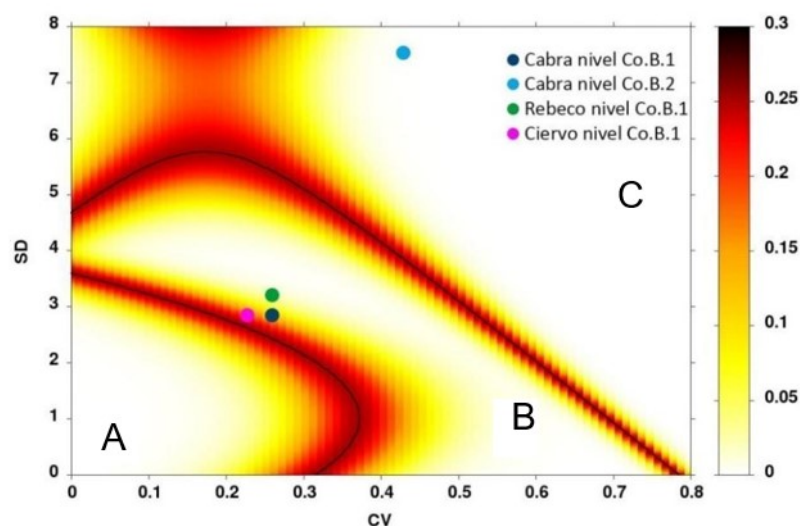 8
7
6
5
4
3
2
1
0
SD
0
0.1
0.2
0.3
0.4
0.5
0.6
0.7
0.8
CV
Cabra nivel Co.B.1
Cabra nivel Co.B.2
Rebeco nivel Co.B.1
Ciervo nivel Co.B.1
A
B
C
0.3
0.25
0.2
0.15
0.1
0.05
0